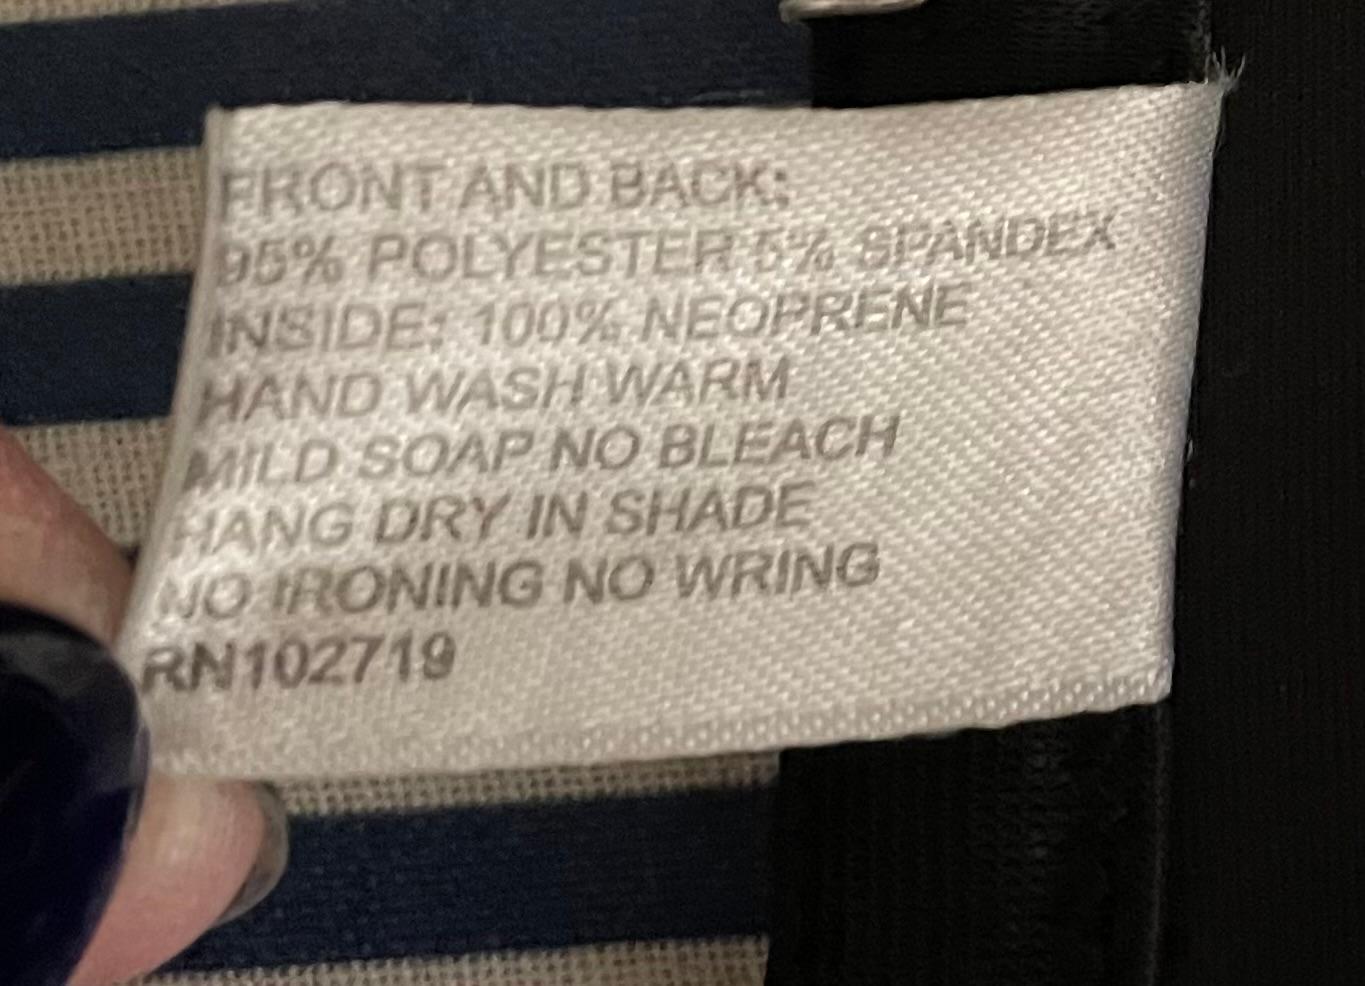 FRONT AND BACK:
95% POLYESTER 5% SPANDEX
INSIDE: 100% NEOPRENE
HAND WASH WARM
MILD SOAP NO BLEACH
HANG DRY IN SHADE
NO IRONING NO WRING
RN102719